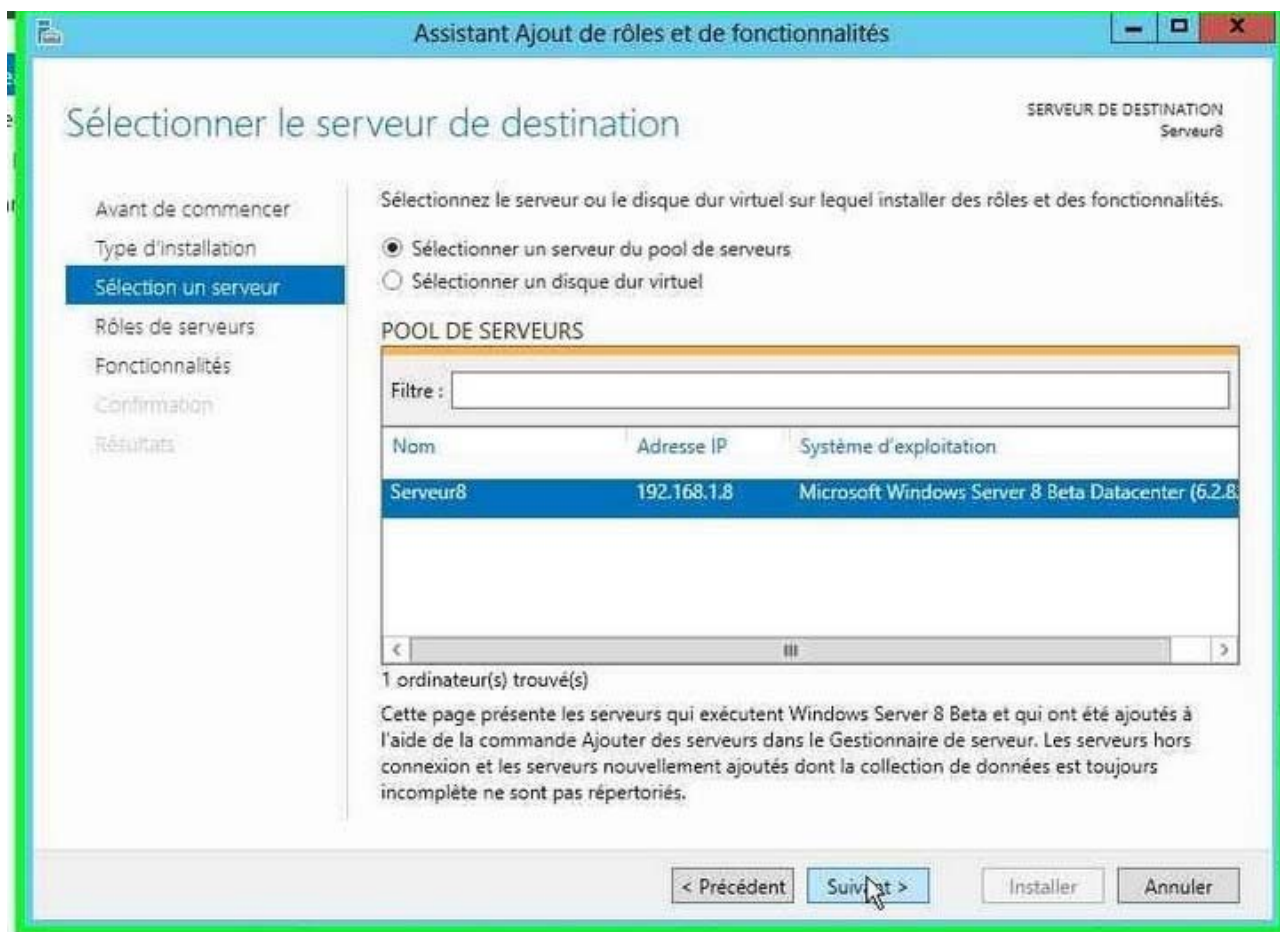 Assistant Ajout de rôles et de fonctionnalités
Sélectionner le serveur de destination
SERVEUR DE DESTINATION
Serveur8
Avant de commencer
Type d'installation
Sélection un serveur
Rôles de serveurs
Fonctionnalités
Confirmation
Résultats
Sélectionnez le serveur ou le disque dur virtuel sur lequel installer des rôles et des fonctionnalités.
Sélectionner un serveur du pool de serveurs
Sélectionner un disque dur virtuel
POOL DE SERVEURS
Filtre :
Nom Adresse IP Système d'exploitation
Serveur8 192.168.1.8 Microsoft Windows Server 8 Beta Datacenter (6.2.8
1 ordinateur(s) trouvé(s)
Cette page présente les serveurs qui exécutent Windows Server 8 Beta et qui ont été ajoutés à
l'aide de la commande Ajouter des serveurs dans le Gestionnaire de serveur. Les serveurs hors
connexion et les serveurs nouvellement ajoutés dont la collection de données est toujours
incomplète ne sont pas répertoriés.
< Précédent Suivant > Installer Annuler